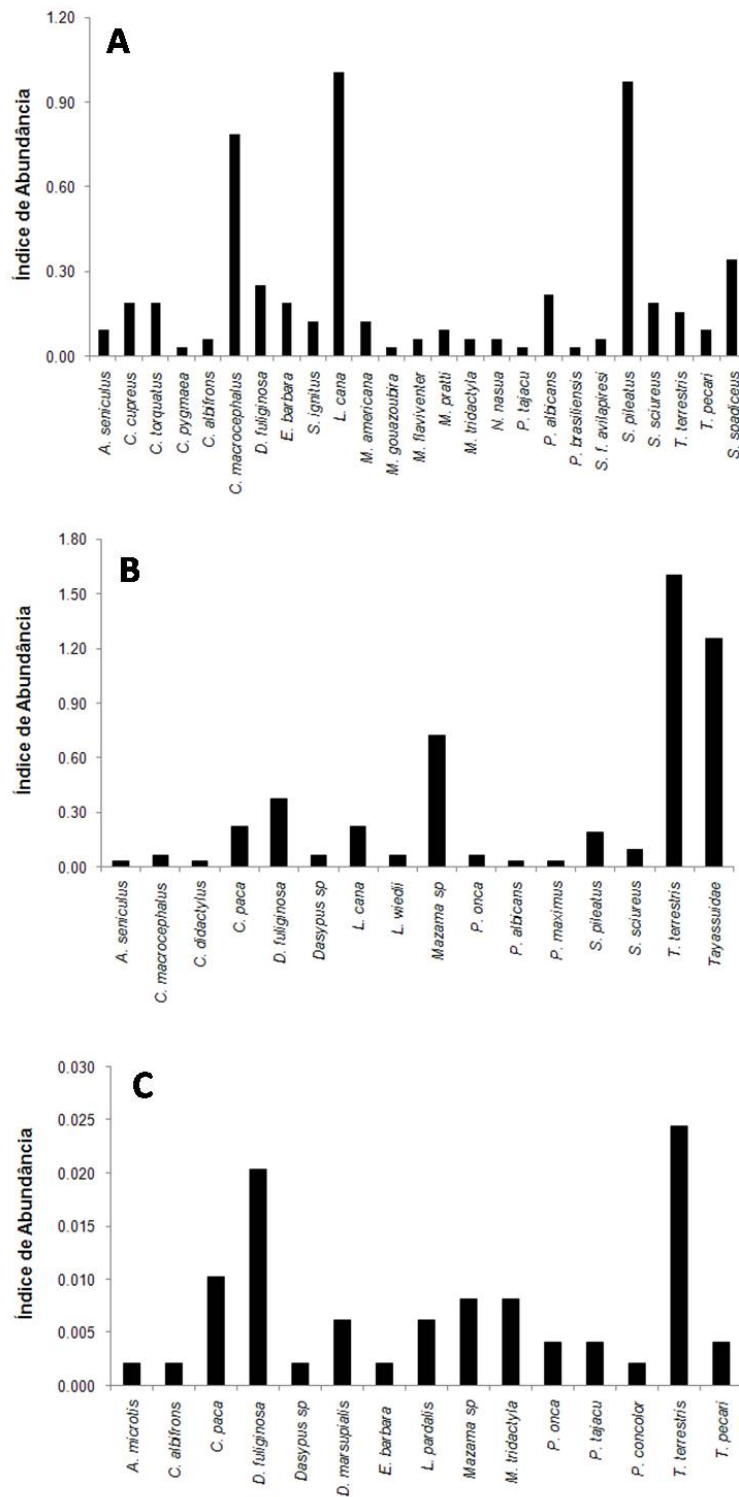 A
Índice de Abundância
1.20
0.90
0.60
0.30
0.00
A. seniculus
C. cupreus
C. torquatus
C. pygmaea
C. albifrons
C. macrocephalus
D. fuliginosa
E. barbara
S. ignitus
L. cana
M. americana
M. gouazoubira
M. flaviventer
M. pratti
M. tridactyla
N. nasua
P. tajacu
P. albicans
P. brasiliensis
S. f. avilapiresi
S. pileatus
S. sciureus
T. terrestris
T. pecari
S. spadiceus
B
Índice de Abundância
1.80
1.50
1.20
0.90
0.60
0.30
0.00
A. seniculus
C. macrocephalus
C. didactylus
C. paca
D. fuliginosa
Dasypus sp
L. cana
L. wiedii
Mazama sp
P. onca
P. albicans
P. maximus
S. pileatus
S. sciureus
T. terrestris
Tayassuidae
C
Índice de Abundância
0.030
0.025
0.020
0.015
0.010
0.005
0.000
A. microtis
C. albifrons
C. paca
D. fuliginosa
Dasypus sp
D. marsupialis
E. barbara
L. pardalis
Mazama sp
M. tridactyla
P. onca
P. tajacu
P. concolor
T. terrestris
T. pecari